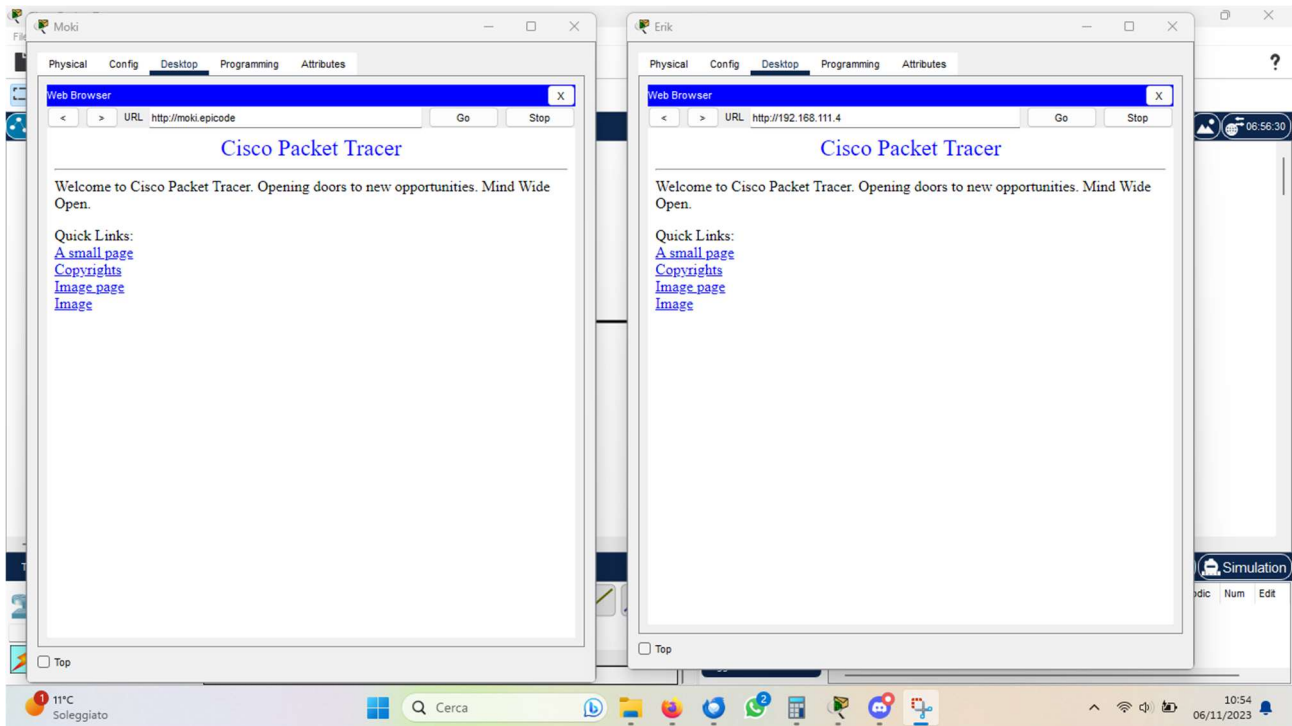 Moki
Physical Config Desktop Programming Attributes
Web Browser X
< > URL http://moki.epicode Go Stop
Cisco Packet Tracer
Welcome to Cisco Packet Tracer. Opening doors to new opportunities. Mind Wide
Open.
Quick Links:
A small page
Copyrights
Image page
Image
Top
Erik
Physical Config Desktop Programming Attributes
Web Browser X
< > URL http://192.168.111.4 Go Stop
Cisco Packet Tracer
Welcome to Cisco Packet Tracer. Opening doors to new opportunities. Mind Wide
Open.
Quick Links:
A small page
Copyrights
Image page
Image
Top
?
06:56:30
Simulation
Num Edit
1
11°C
Soleggiato
Cerca
2
10:54
06/11/2023